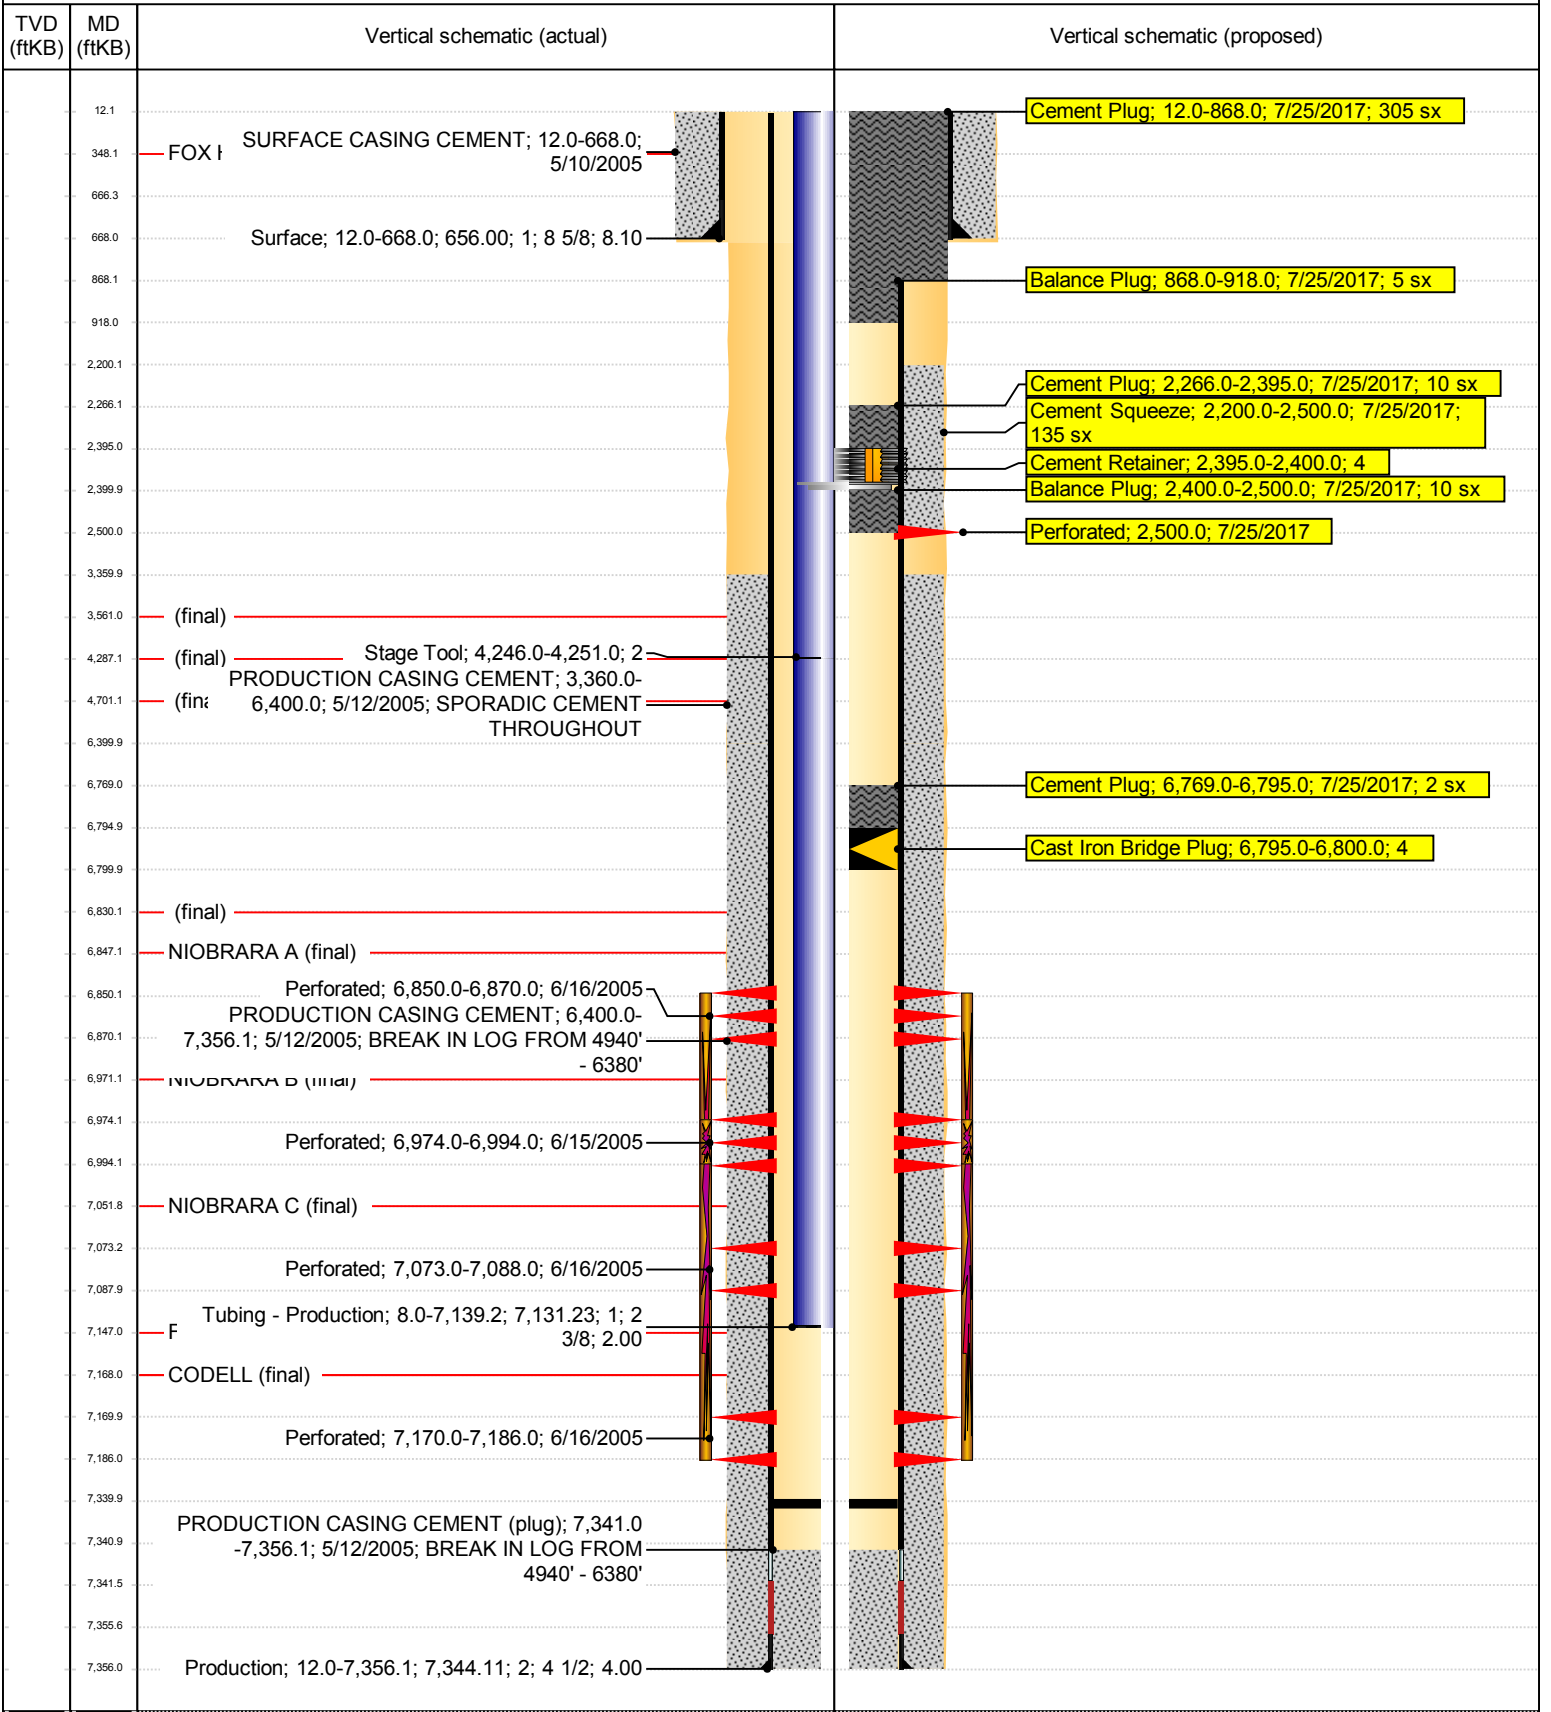 TVD
(ftKB)
MD
(ftKB)
Vertical schematic (actual)
Vertical schematic (proposed)
12.1
348.1
666.3
668.0
868.1
918.0
2,200.1
2,266.1
2,395.0
2,399.9
2,500.0
3,359.9
3,561.0
4,287.1
4,701.1
6,399.9
6,769.0
6,794.9
6,799.9
6,830.1
6,847.1
6,850.1
6,870.1
6,971.1
6,974.1
6,994.1
7,051.8
7,073.2
7,087.9
7,147.0
7,168.0
7,169.9
7,186.0
7,339.9
7,340.9
7,341.5
7,355.6
7,356.0
FOX
SURFACE CASING CEMENT; 12.0-668.0;
5/10/2005
Surface; 12.0-668.0; 656.00; 1; 8 5/8; 8.10
(final)
(final)
Stage Tool; 4,246.0-4,251.0; 2
PRODUCTION CASING CEMENT; 3,360.0-
6,400.0; 5/12/2005; SPORADIC CEMENT
THROUGHOUT
(fina
(final)
NIOBRARA A (final)
Perforated; 6,850.0-6,870.0; 6/16/2005
PRODUCTION CASING CEMENT; 6,400.0-
7,356.1; 5/12/2005; BREAK IN LOG FROM 4940'
- 6380'
NIOBRARA B (final)
Perforated; 6,974.0-6,994.0; 6/15/2005
NIOBRARA C (final)
Perforated; 7,073.0-7,088.0; 6/16/2005
Tubing - Production; 8.0-7,139.2; 7,131.23; 1; 2
3/8; 2.00
F
CODELL (final)
Perforated; 7,170.0-7,186.0; 6/16/2005
PRODUCTION CASING CEMENT (plug); 7,341.0
-7,356.1; 5/12/2005; BREAK IN LOG FROM
4940' - 6380'
Production; 12.0-7,356.1; 7,344.11; 2; 4 1/2; 4.00
Cement Plug; 12.0-868.0; 7/25/2017; 305 sx
Balance Plug; 868.0-918.0; 7/25/2017; 5 sx
Cement Plug; 2,266.0-2,395.0; 7/25/2017; 10 sx
Cement Squeeze; 2,200.0-2,500.0; 7/25/2017;
135 sx
Cement Retainer; 2,395.0-2,400.0; 4
Balance Plug; 2,400.0-2,500.0; 7/25/2017; 10 sx
Perforated; 2,500.0; 7/25/2017
Cement Plug; 6,769.0-6,795.0; 7/25/2017; 2 sx
Cast Iron Bridge Plug; 6,795.0-6,800.0; 4